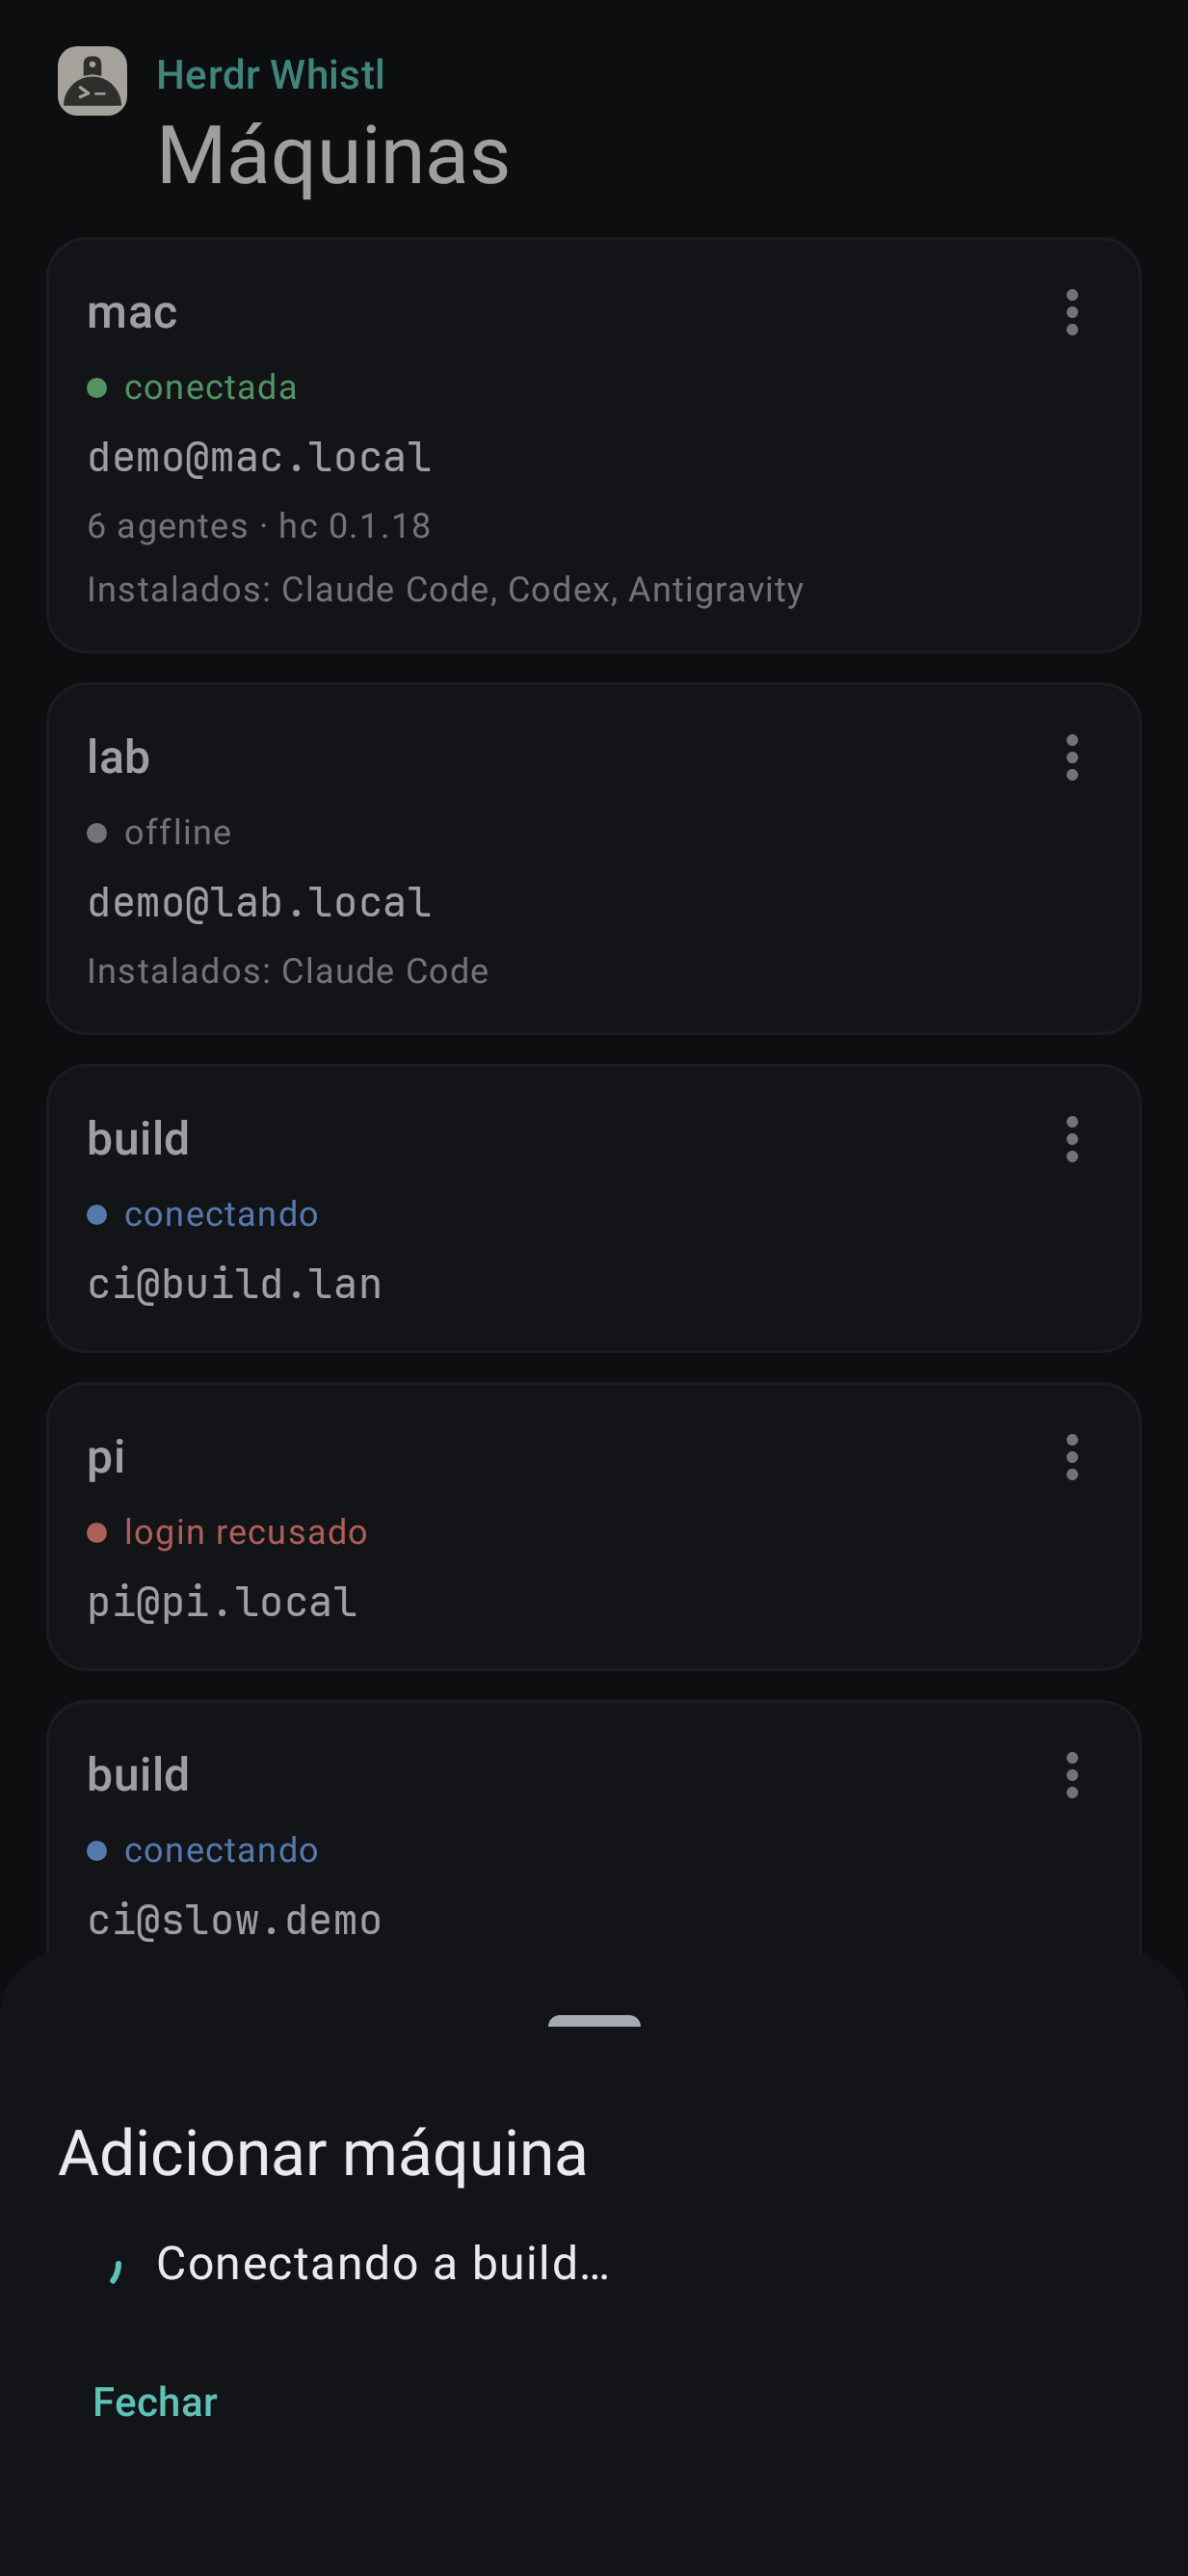 Herdr Whistl
Máquinas
mac
conectada
demo@mac.local
6 agentes · hc 0.1.18
Instalados: Claude Code, Codex, Antigravity
lab
offline
demo@lab.local
Instalados: Claude Code
build
conectando
ci@build.lan
pi
login recusado
pi@pi.local
build
conectando
ci@slow.demo
Adicionar máquina
Conectando a build…
Fechar